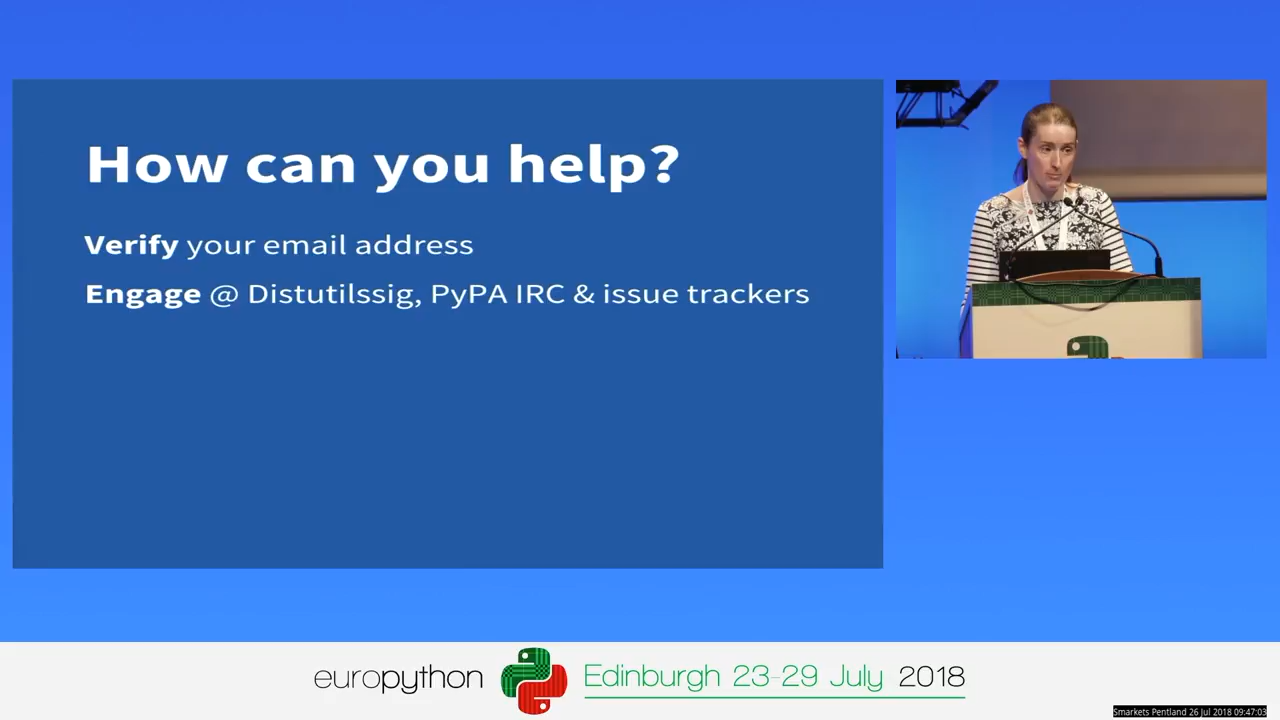 How can you help?
Verify your email address
Engage @ Distutilssig, PyPA IRC & issue trackers
europython Edinburgh 23-29 July 2018
Smarkets Pentland 26 Jul 2018 09:47:03